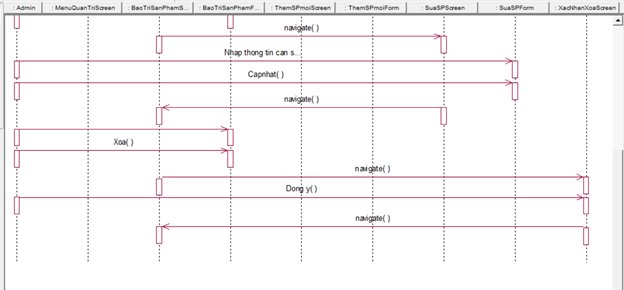 : Admin
: MenuQuanTriScreen
: BaoTriSanPhamS...
: BaoTriSanPhamF...
: ThemSPmoiScreen
: ThemSPmoiForm
: SuaSPScreen
: SuaSPForm
: XacNhanXoaScreen
navigate( )
Nhap thong tin can s...
Capnhat( )
navigate( )
Xoa( )
navigate( )
Dong y( )
navigate( )